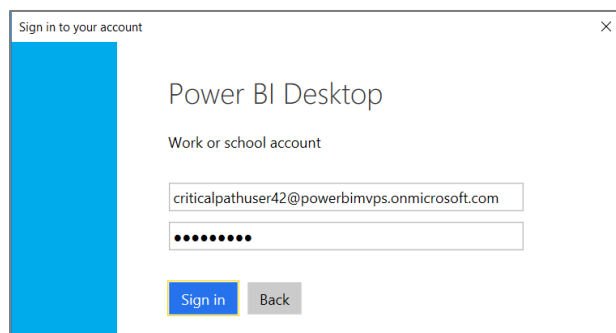 Sign in to your account
Power BI Desktop
Work or school account
criticalpathuser42@powerbimvps.onmicrosoft.com
●●●●●●●●●
Sign in Back